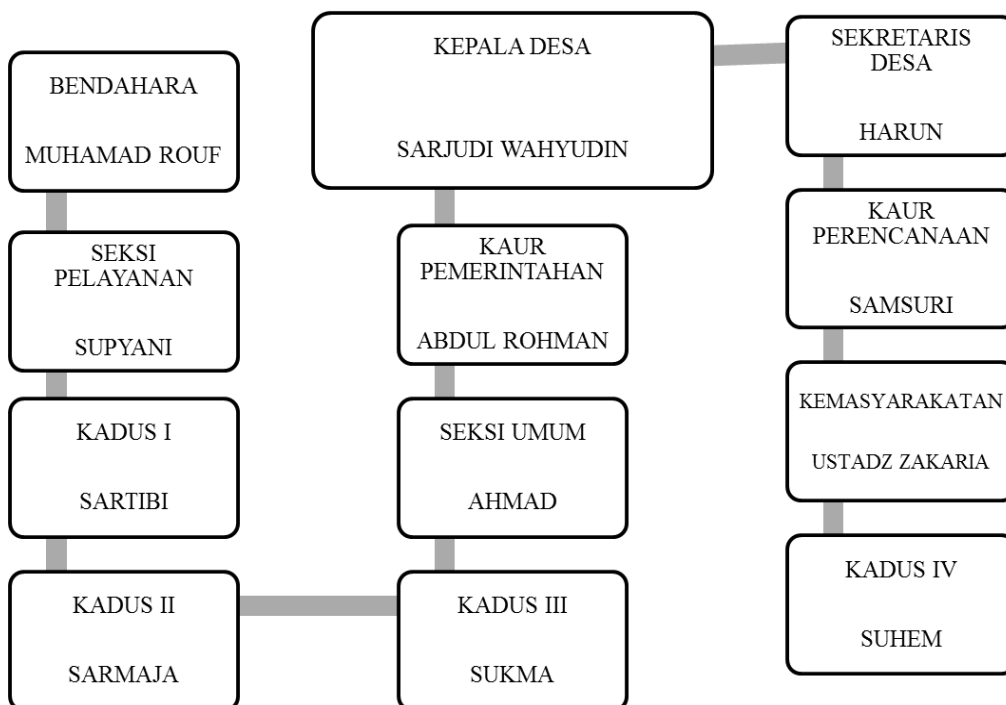 KEPALA DESA
SARJUDI WAHYUDIN
SEKRETARIS
DESA
HARUN
BENDAHARA
MUHAMAD ROUF
KAUR
PEMERINTAHAN
ABDUL ROHMAN
KAUR
PERENCANAAN
SAMSURI
SEKSI
PELAYANAN
SUPYANI
SEKSI UMUM
AHMAD
KEMASYARAKATAN
USTADZ ZAKARIA
KADUS I
SARTIBI
KADUS II
SARMAJA
KADUS III
SUKMA
KADUS IV
SUHEM